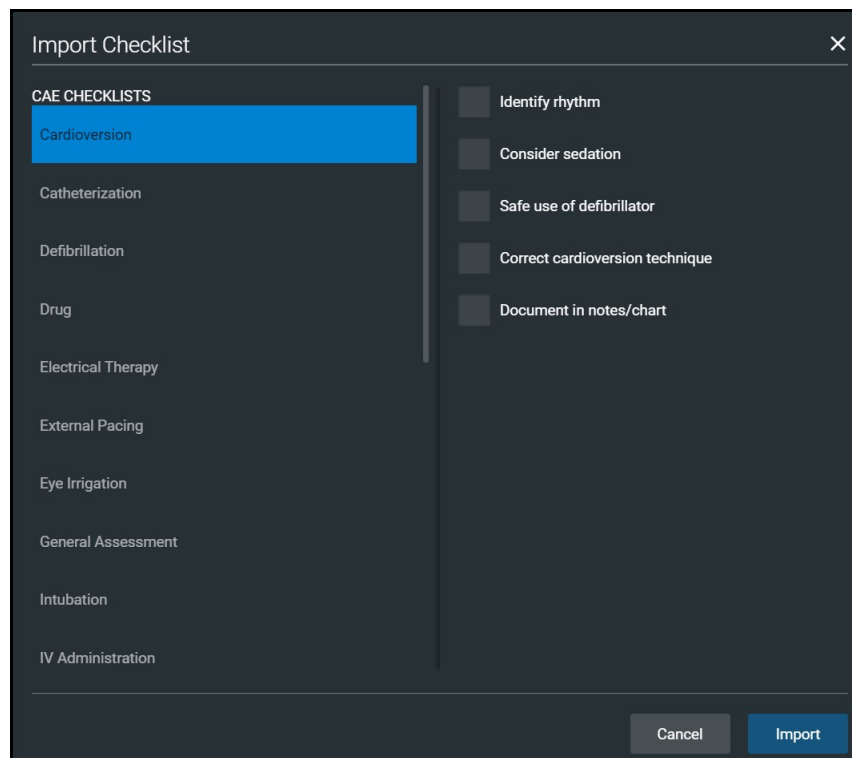 Import Checklist
CAE CHECKLISTS
Cardioversion
Catheterization
Defibrillation
Drug
Electrical Therapy
External Pacing
Eye Irrigation
General Assessment
Intubation
IV Administration
Identify rhythm
Consider sedation
Safe use of defibrillator
Correct cardioversion technique
Document in notes/chart
Cancel
Import